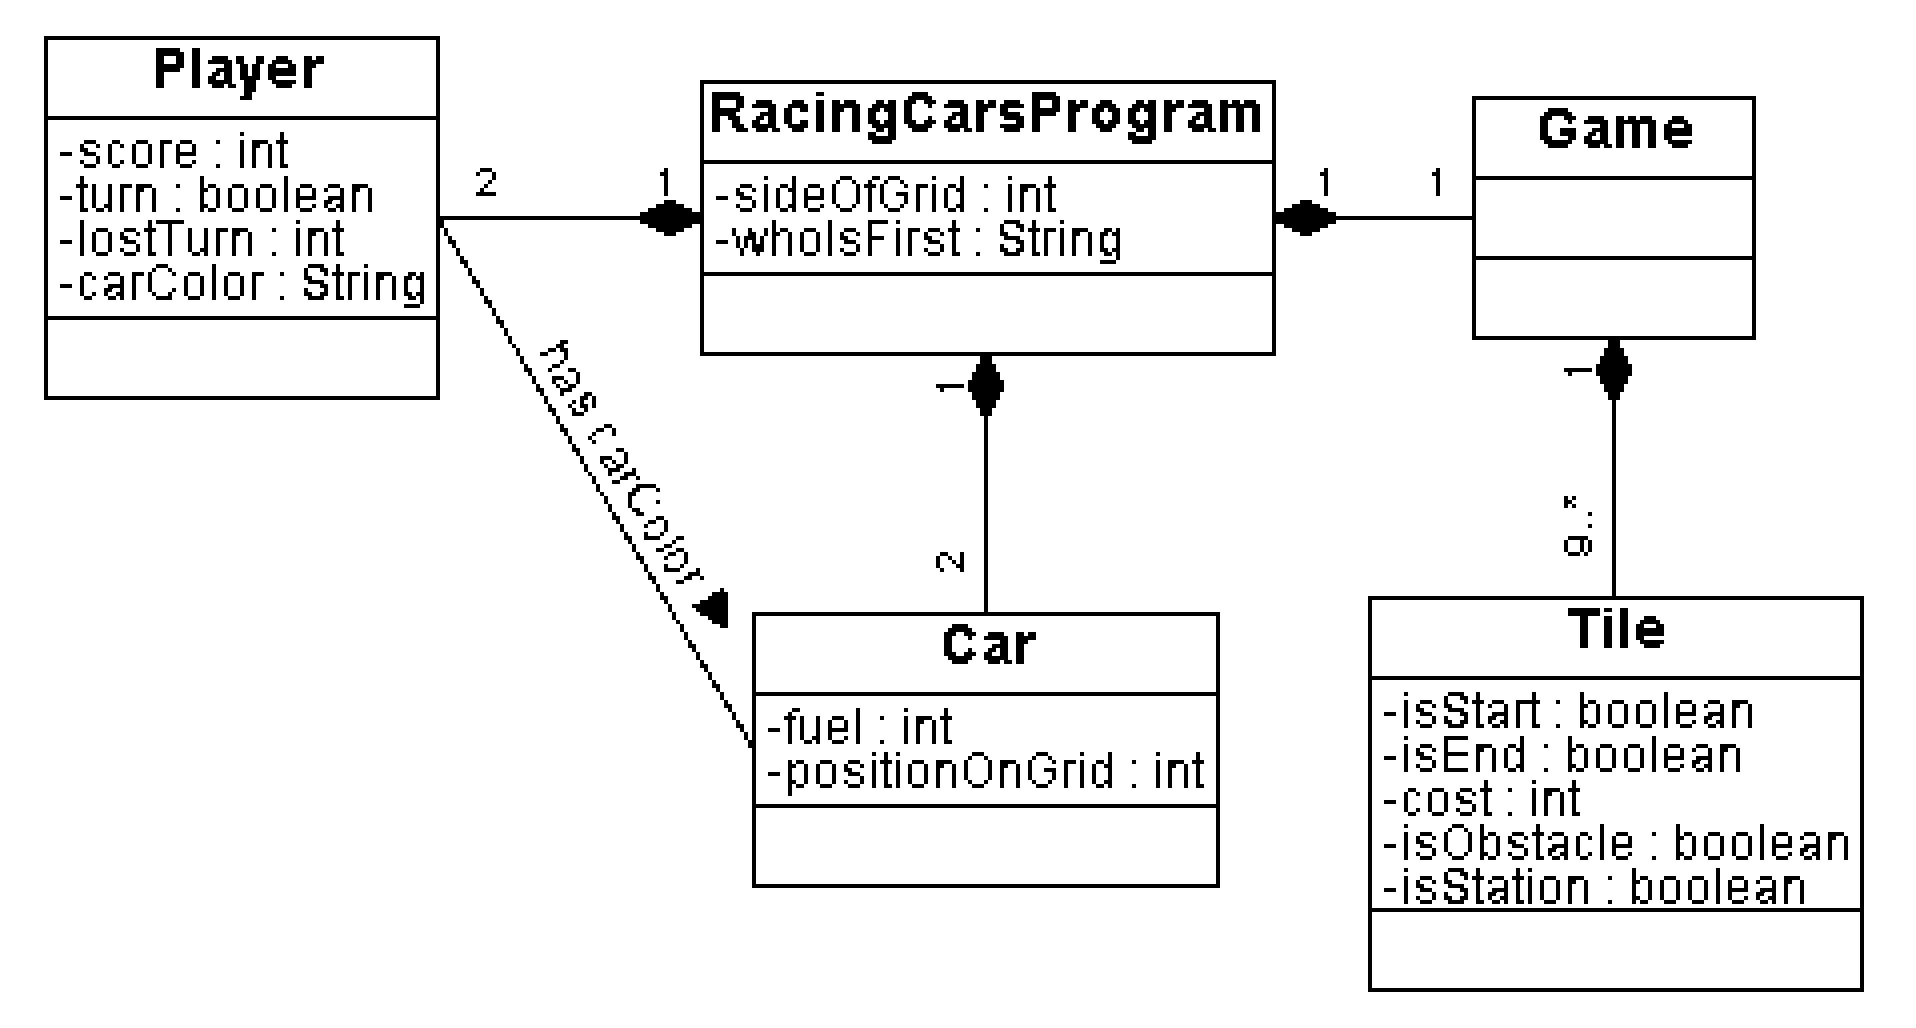 Player
-score : int
-turn : boolean
-lostTurn : int
-carColor : String
2
1
RacingCarsProgram
-sideOfGrid : int
-whoIsFirst : String
1
1
Game
has carColor
1
2
1
9..*
Car
-fuel : int
-positionOnGrid : int
Tile
-isStart : boolean
-isEnd : boolean
-cost : int
-isObstacle : boolean
-isStation : boolean